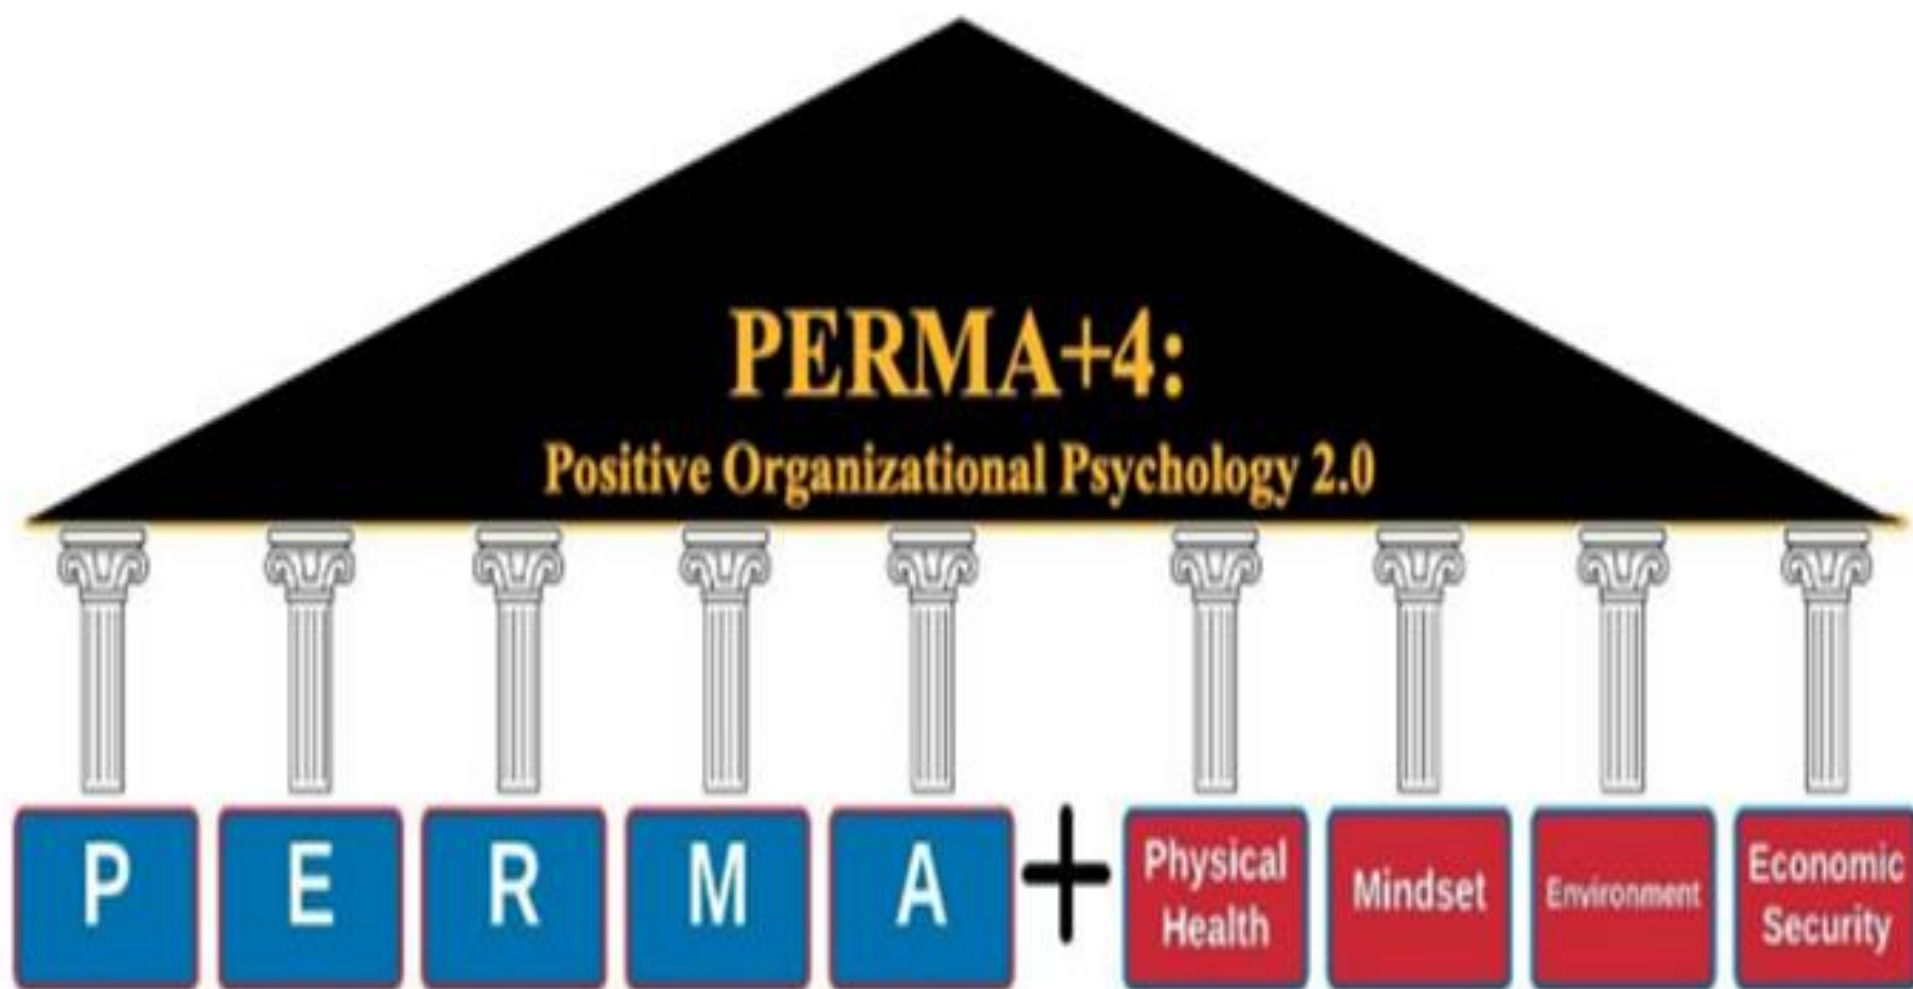 PERMA+4:
Positive Organizational Psychology 2.0
P E R M A + Physical Health Mindset Environment Economic Security